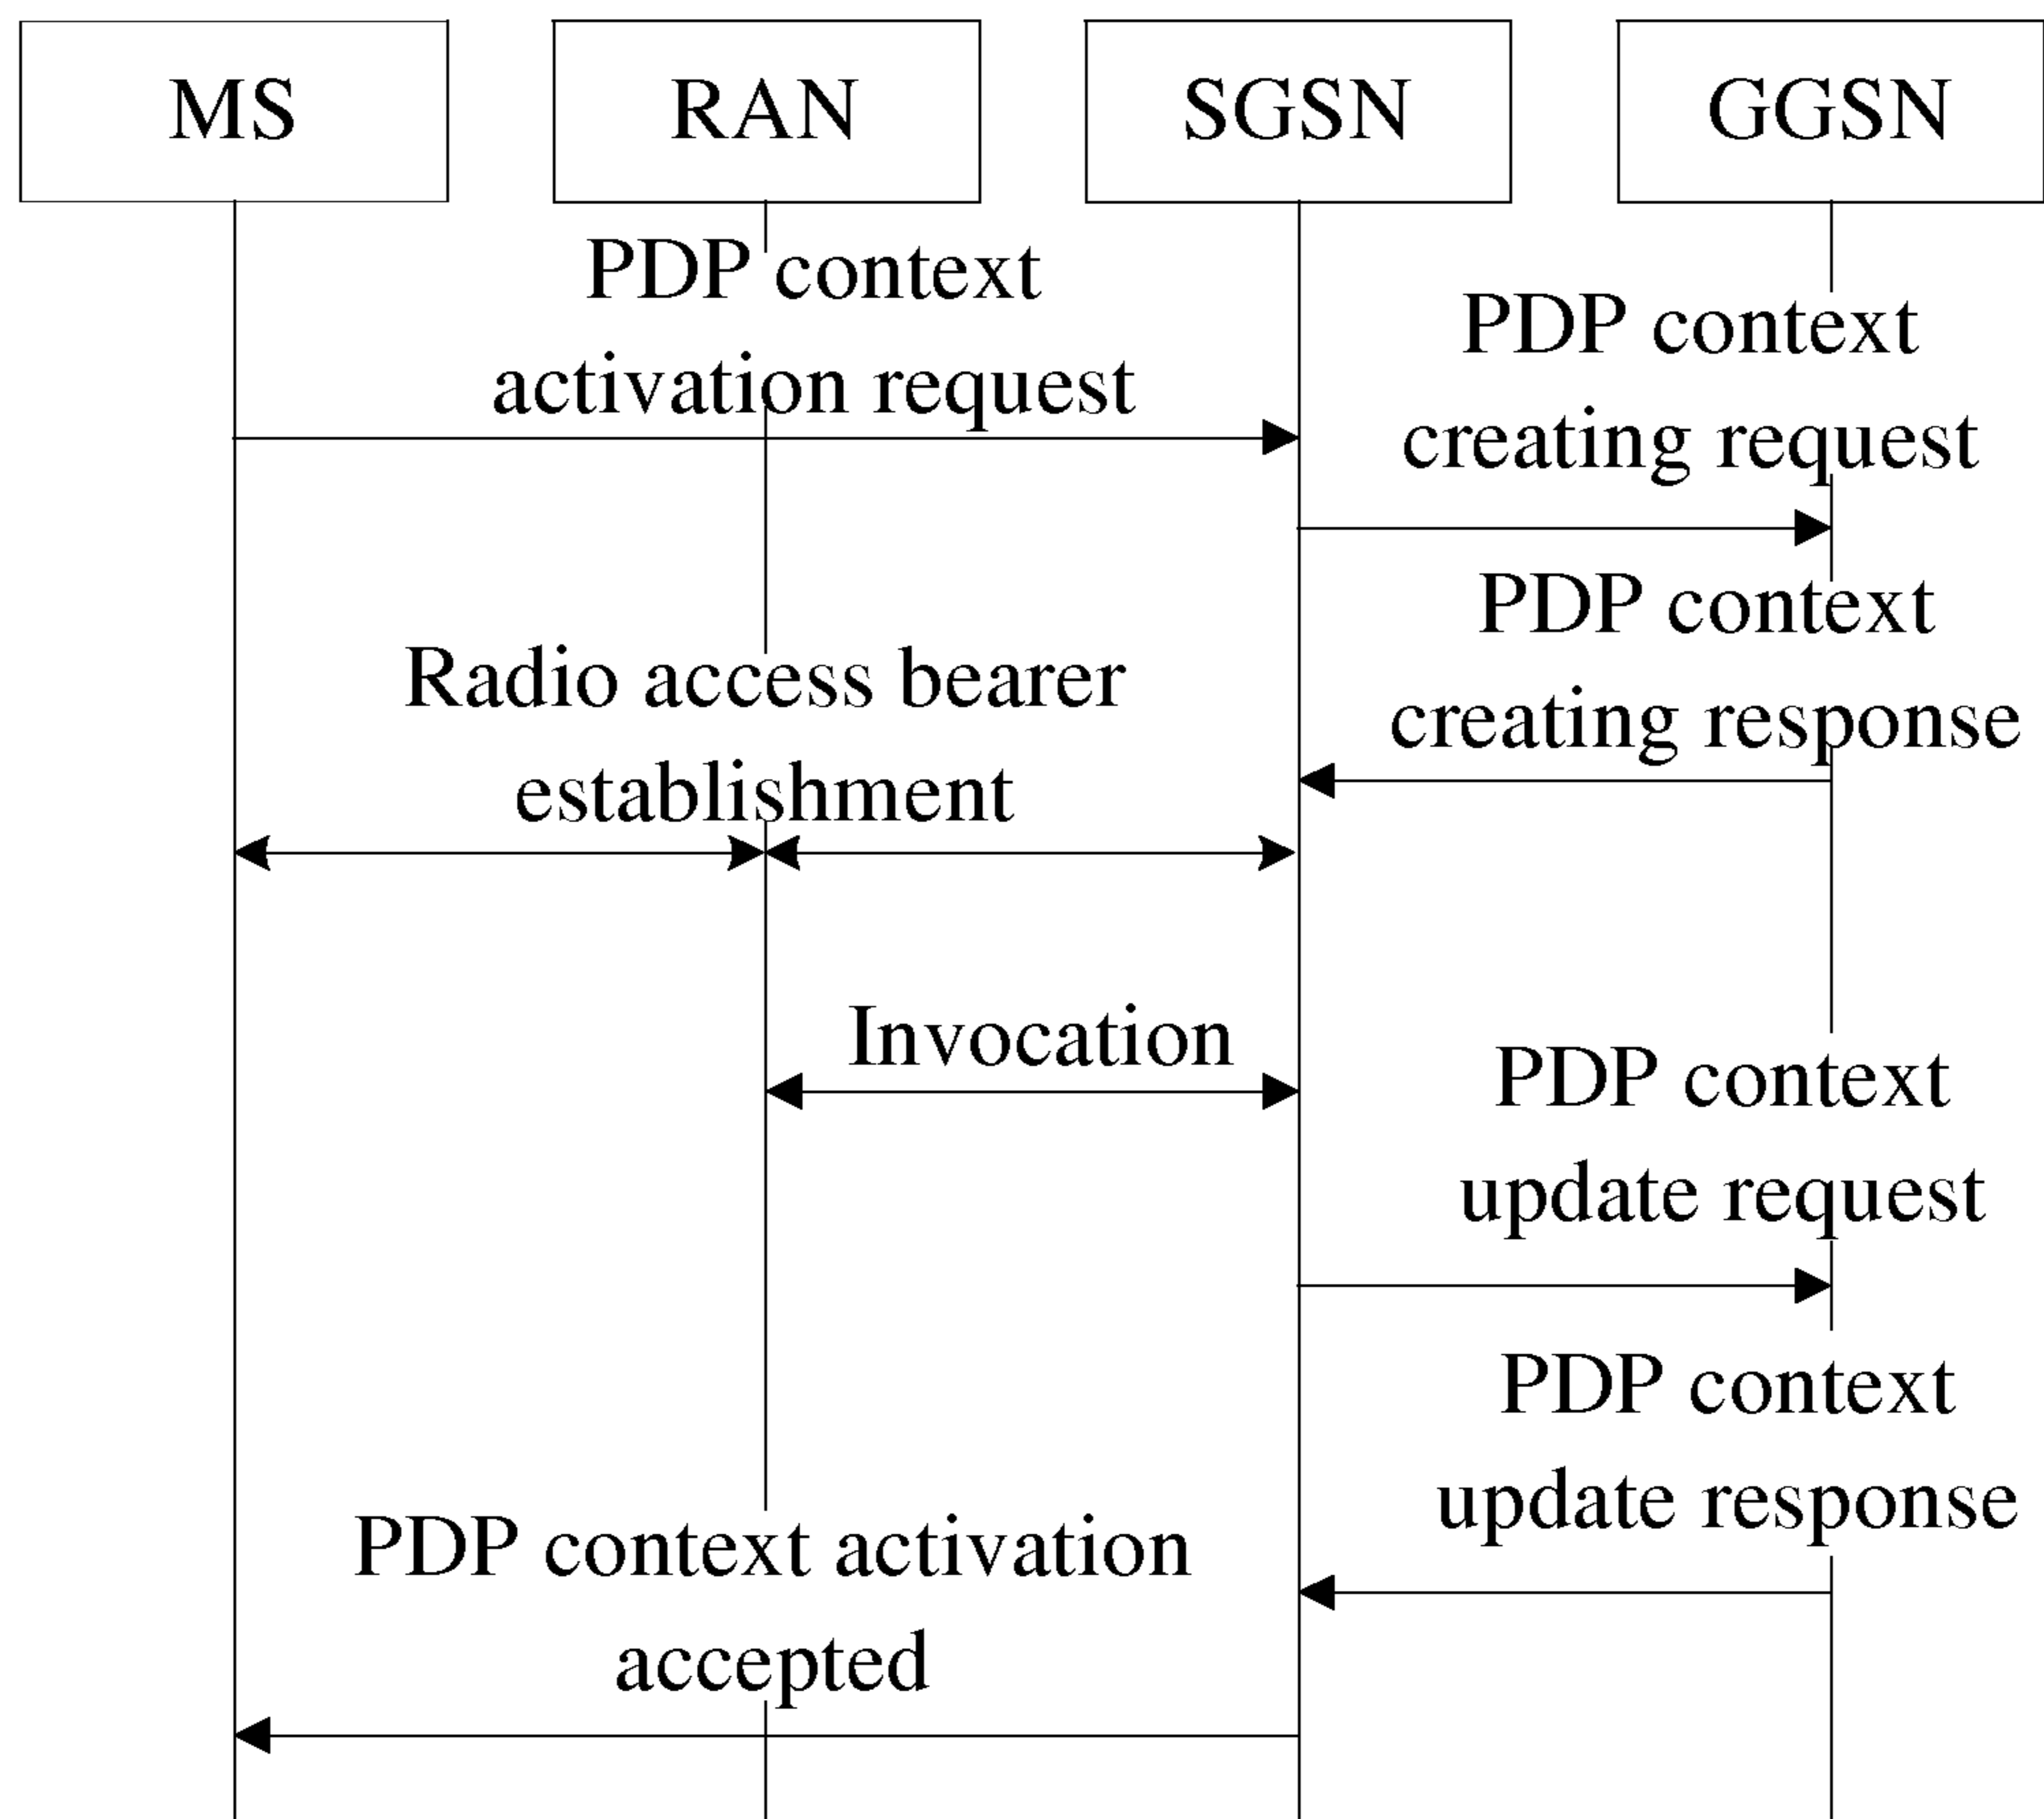 MS
RAN
SGSN
GGSN
PDP context
activation request
PDP context
creating request
PDP context
creating response
Radio access bearer
establishment
Invocation
PDP context
update request
PDP context
update response
PDP context activation
accepted